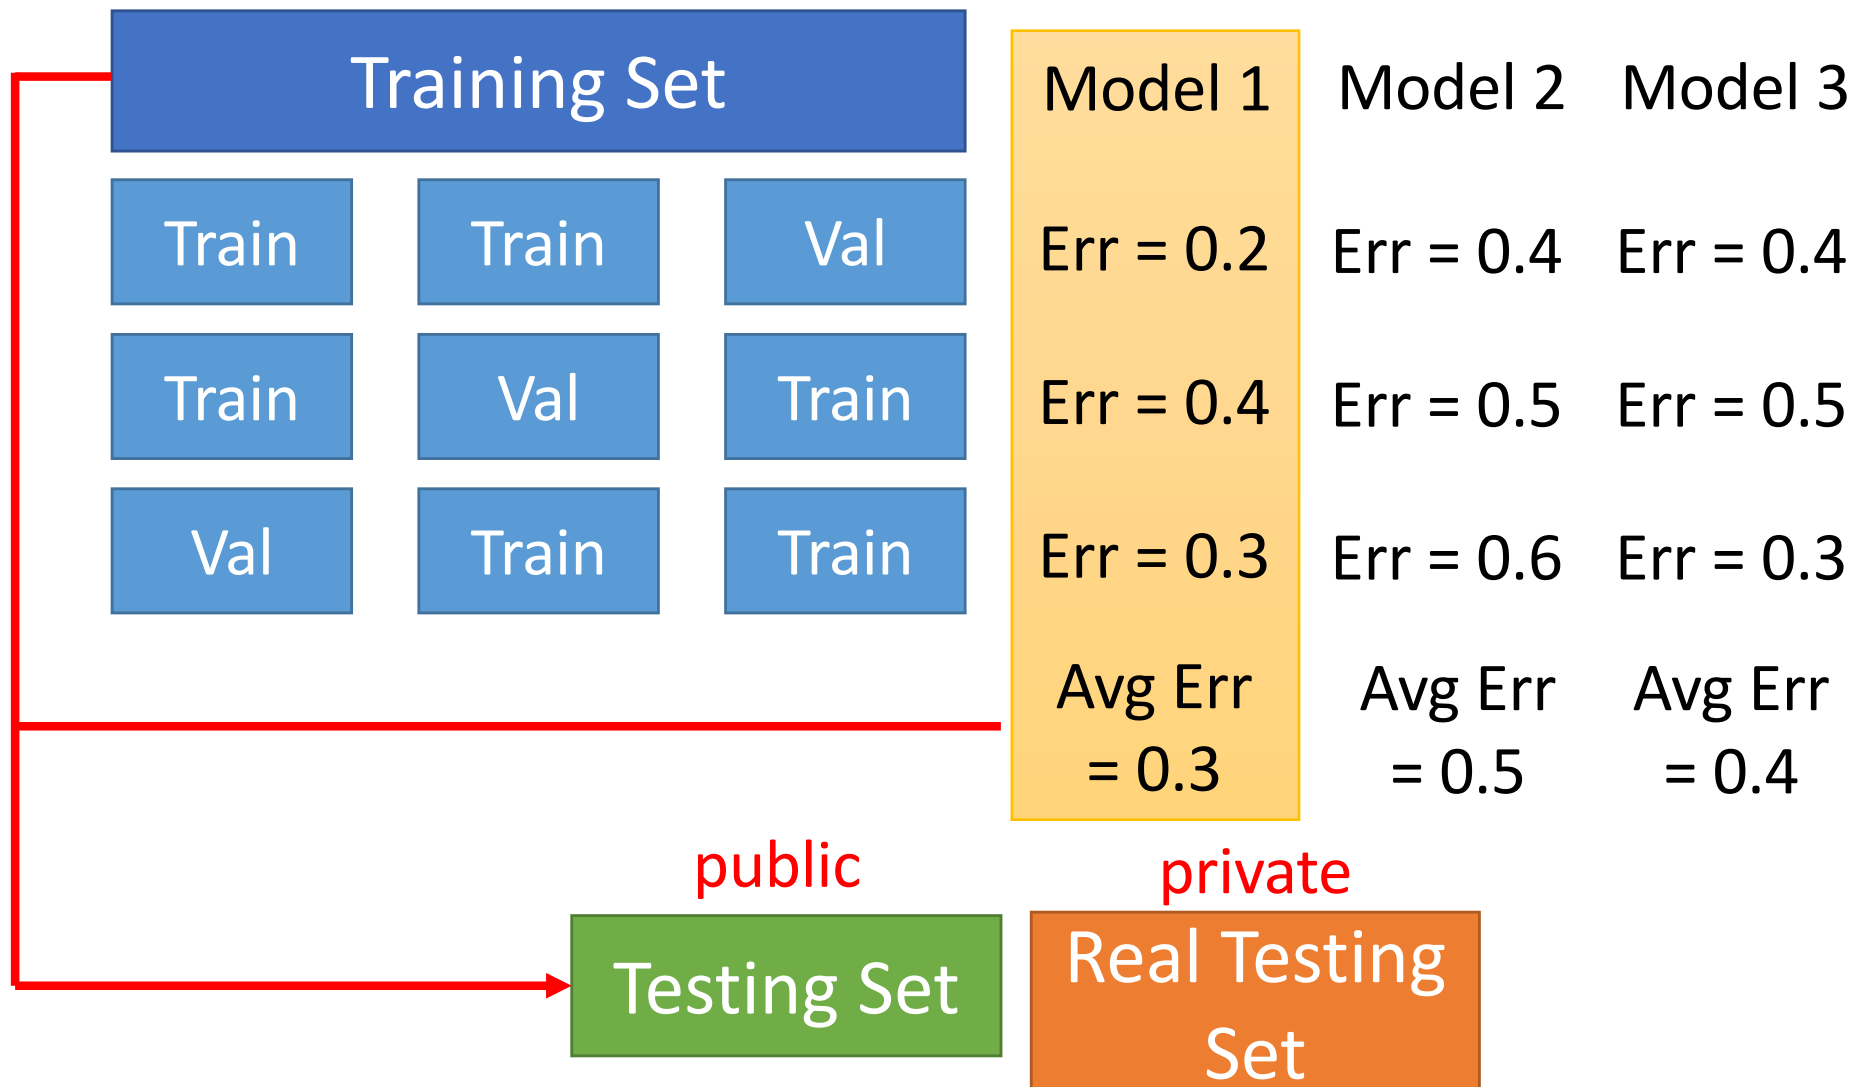 Training Set
Model 1
Model 2
Model 3
Train
Train
Val
Err = 0.2
Err = 0.4
Err = 0.4
Train
Val
Train
Err = 0.4
Err = 0.5
Err = 0.5
Val
Train
Train
Err = 0.3
Err = 0.6
Err = 0.3
Avg Err
= 0.3
Avg Err
= 0.5
Avg Err
= 0.4
public
private
Testing Set
Real Testing
Set